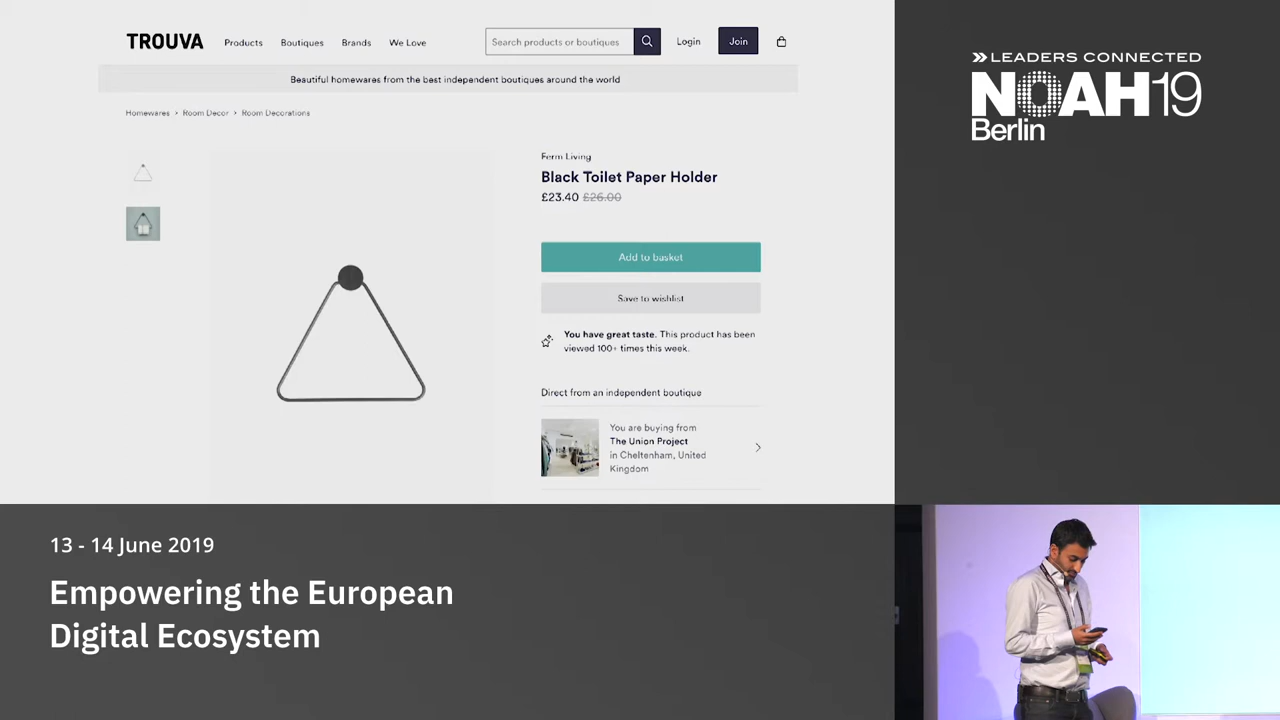 TROUVA
Products Boutiques Brands We Love
Search products or boutiques
Login
Join
Beautiful homewares from the best independent boutiques around the world
Homewares > Room Decor > Room Decorations
Ferm Living
Black Toilet Paper Holder
£23.40 £26.00
Add to basket
Save to wishlist
You have great taste. This product has been
viewed 100+ times this week.
Direct from an independent boutique
You are buying from
The Union Project
in Cheltenham, United
Kingdom
LEADERS CONNECTED
NOAH19
Berlin
13 - 14 June 2019
Empowering the European
Digital Ecosystem